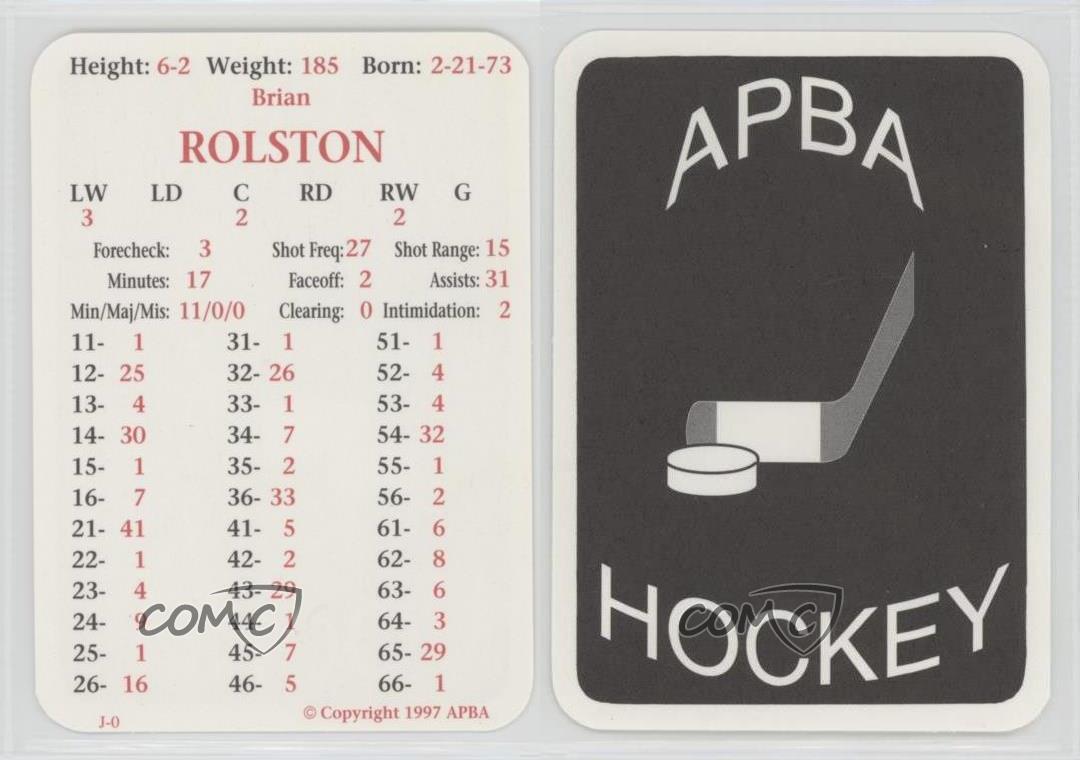 Height: 6-2 Weight: 185 Born: 2-21-73
Brian
ROLSTON
LW LD C RD RW G
3 2 2
Forecheck: 3 Shot Freq: 27 Shot Range: 15
Minutes: 17 Faceoff: 2 Assists: 31
Min/Maj/Mis: 11/0/0 Clearing: 0 Intimidation: 2
11- 1 31- 1 51- 1
12- 25 32- 26 52- 4
13- 4 33- 1 53- 4
14- 30 34- 7 54- 32
15- 1 35- 2 55- 1
16- 7 36- 33 56- 2
21- 41 41- 5 61- 6
22- 1 42- 2 62- 8
23- 4 43- 29 63- 6
24- 9 44- 1 64- 3
25- 1 45- 7 65- 29
26- 16 46- 5 66- 1
J-0 © Copyright 1997 APBA
COMC
APBA
HOCKEY
COMC